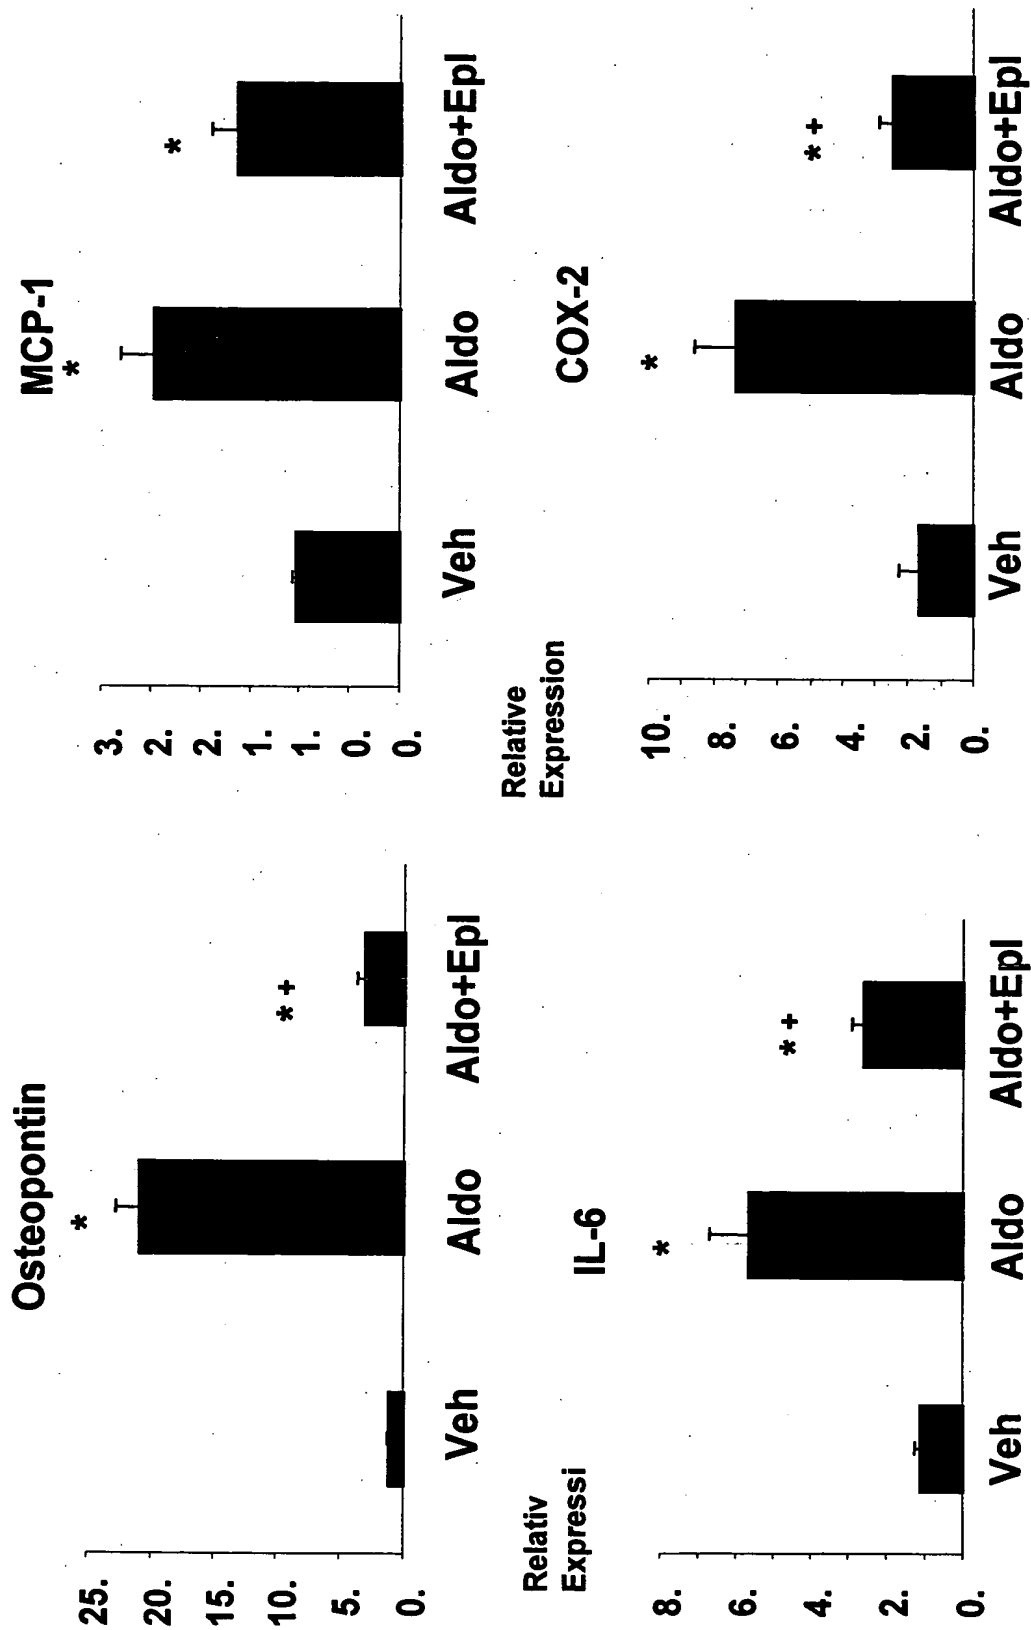 Osteopontin
25.
20.
15.
10.
5.
0.
*
* +
Veh Aldo Aldo+Epl
MCP-1
3.
2.
2.
1.
1.
0.
0.
*
*
Veh Aldo Aldo+Epl
Relativ
Expressi
IL-6
8.
6.
4.
2.
0.
*
* +
Veh Aldo Aldo+Epl
Relative
Expression
COX-2
10.
8.
6.
4.
2.
0.
*
* +
Veh Aldo Aldo+Epl